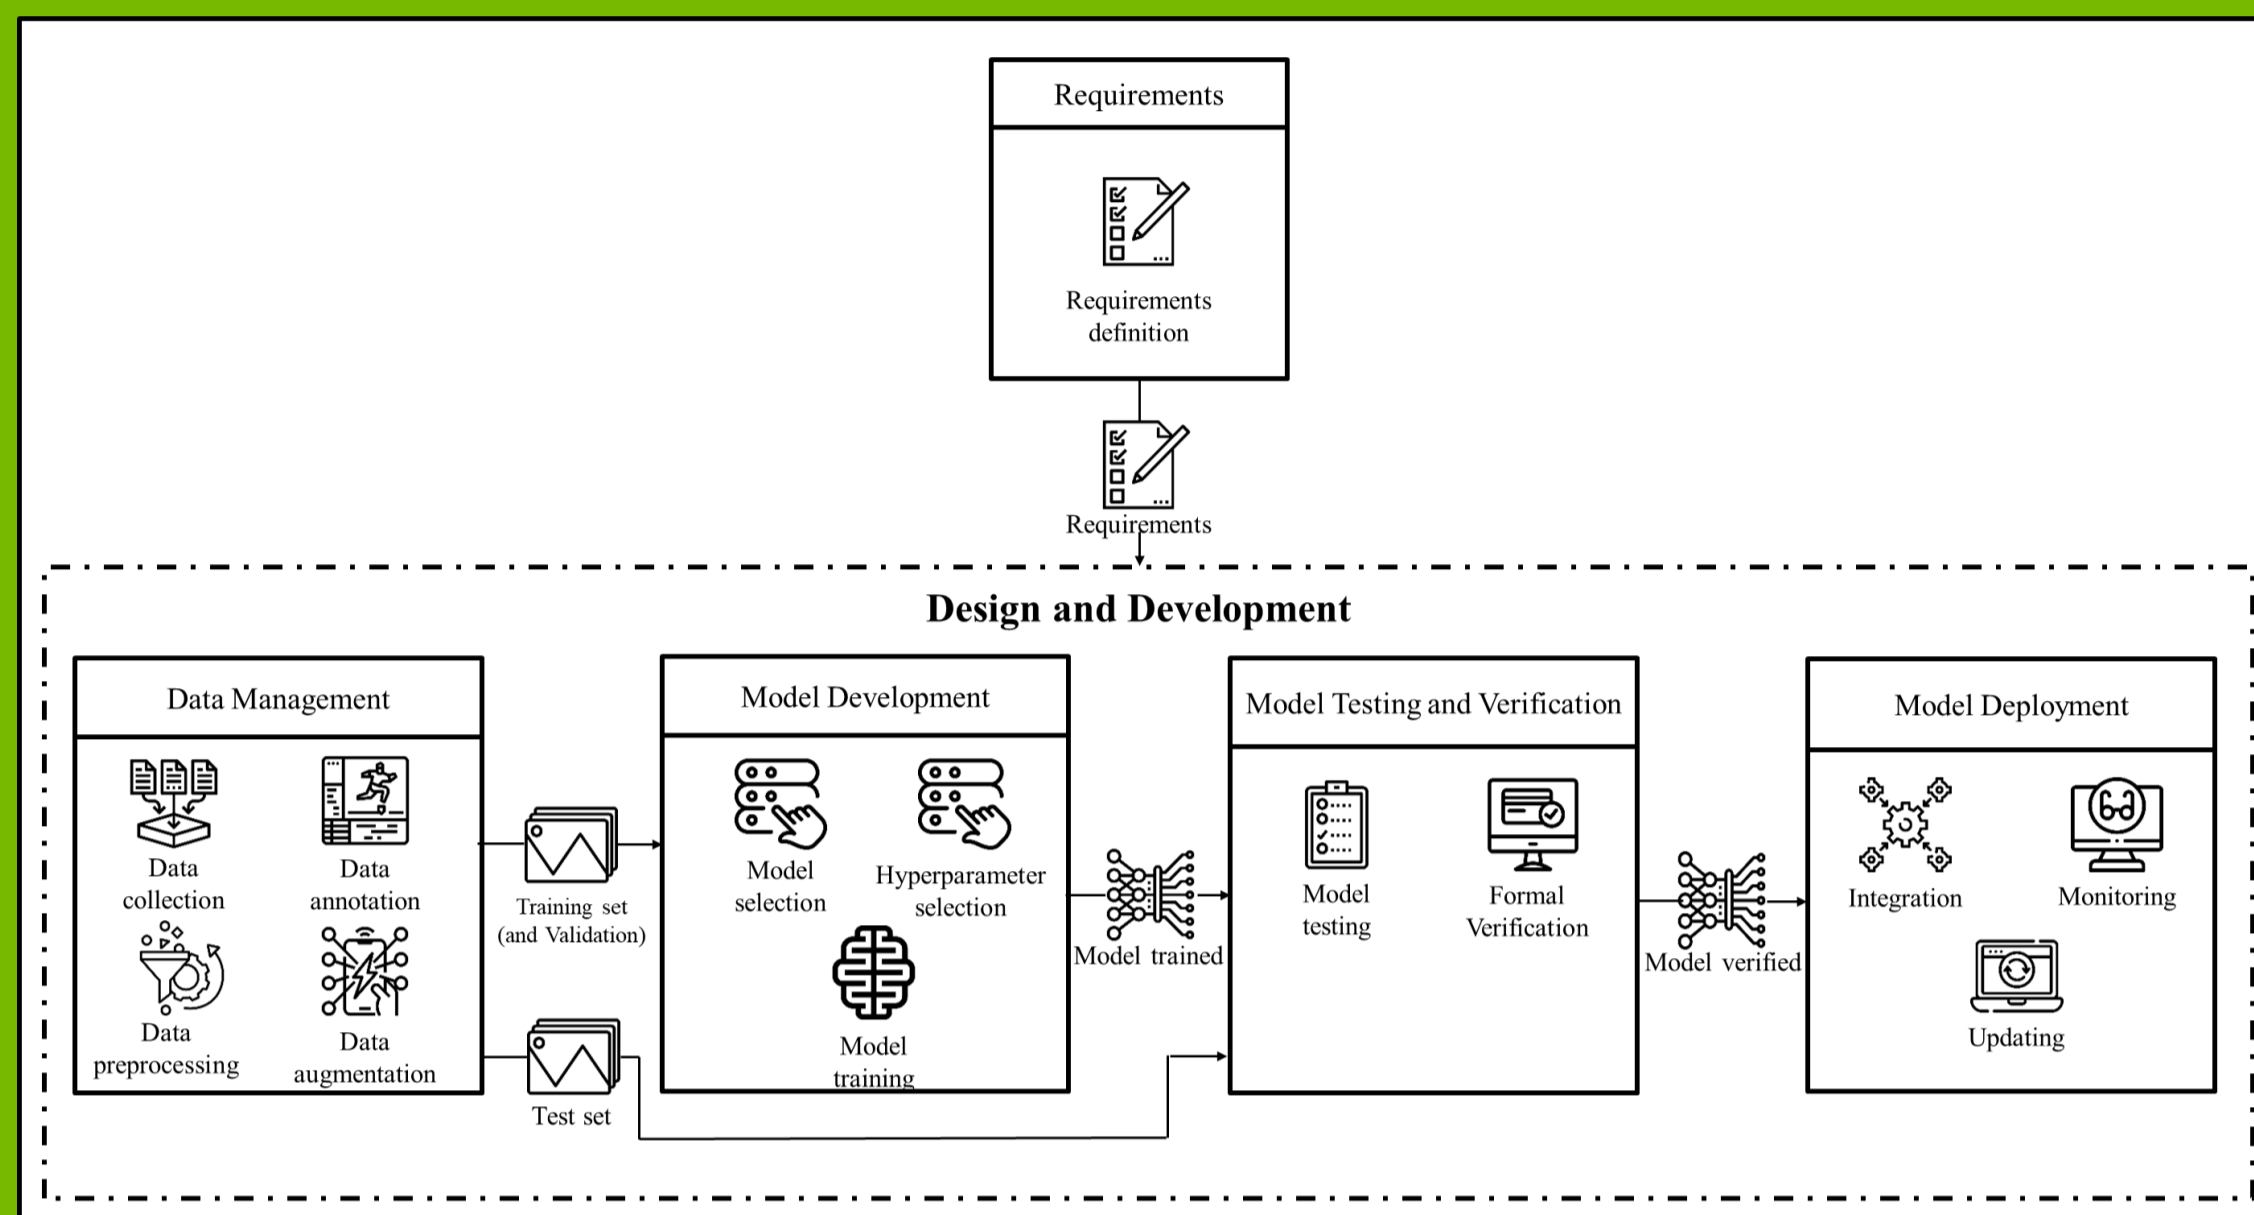 Requirements
Requirements
definition
Requirements
Design and Development
Data Management
Data
collection
Data
annotation
Data
preprocessing
Data
augmentation
Training set
(and Validation)
Test set
Model Development
Model
selection
Hyperparameter
selection
Model
training
Model trained
Model Testing and Verification
Model
testing
Formal
Verification
Model verified
Model Deployment
Integration
Monitoring
Updating